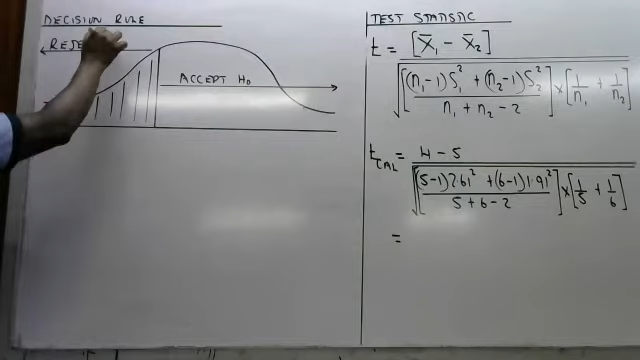 DECISION RULE
ACCEPT H₀
TEST STATISTIC
t = [X̄₁ - X̄₂]
√[((n₁-1)S₁² + (n₂-1)S₂²) / (n₁ + n₂ - 2)] × [1/n₁ + 1/n₂]
t_CAL = 4 - 5
√[((5-1)2.61² + (6-1)1.91²) / (5 + 6 - 2)] × [1/5 + 1/6]
=